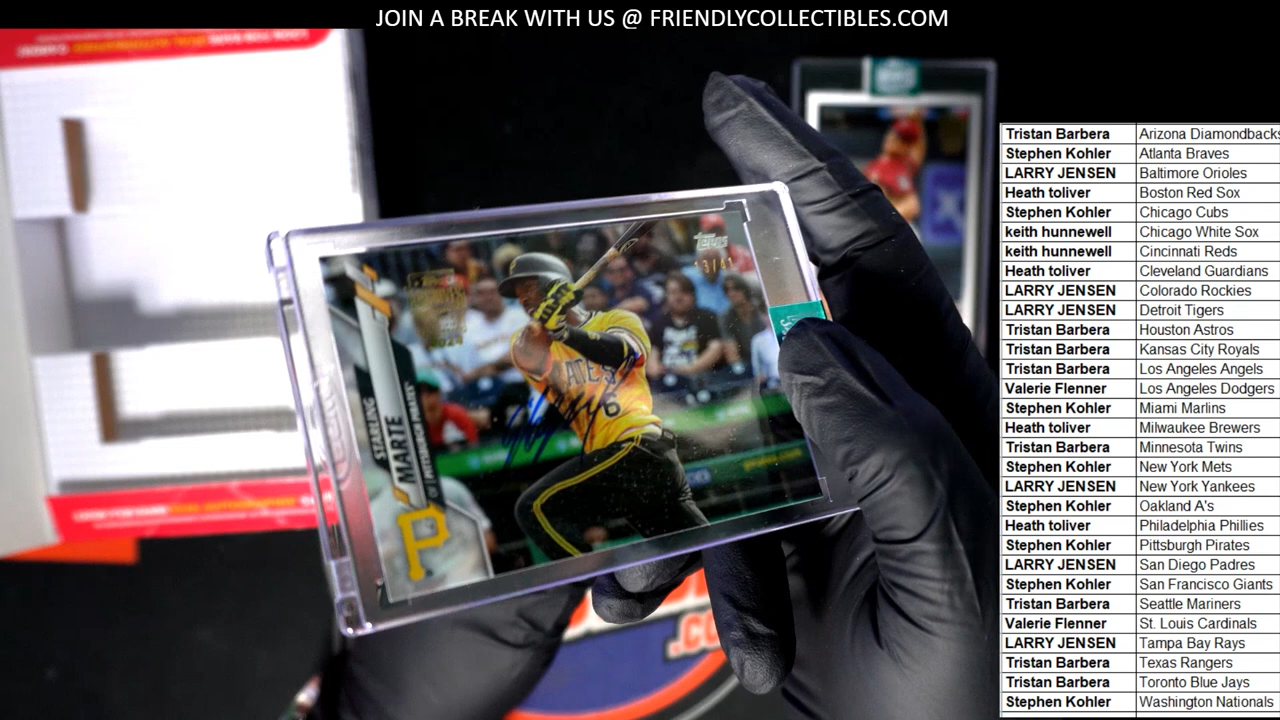 JOIN A BREAK WITH US @ FRIENDLYCOLLECTIBLES.COM
Topps
13/41
STARLING
MARTE
OF | PITTSBURGH PIRATES
P
ATES
6
.CO
Tristan Barbera Arizona Diamondbacks
Stephen Kohler Atlanta Braves
LARRY JENSEN Baltimore Orioles
Heath toliver Boston Red Sox
Stephen Kohler Chicago Cubs
keith hunnewell Chicago White Sox
keith hunnewell Cincinnati Reds
Heath toliver Cleveland Guardians
LARRY JENSEN Colorado Rockies
LARRY JENSEN Detroit Tigers
Tristan Barbera Houston Astros
Tristan Barbera Kansas City Royals
Tristan Barbera Los Angeles Angels
Valerie Flenner Los Angeles Dodgers
Stephen Kohler Miami Marlins
Heath toliver Milwaukee Brewers
Tristan Barbera Minnesota Twins
Stephen Kohler New York Mets
LARRY JENSEN New York Yankees
Stephen Kohler Oakland A's
Heath toliver Philadelphia Phillies
Stephen Kohler Pittsburgh Pirates
LARRY JENSEN San Diego Padres
Stephen Kohler San Francisco Giants
Tristan Barbera Seattle Mariners
Valerie Flenner St. Louis Cardinals
LARRY JENSEN Tampa Bay Rays
Tristan Barbera Texas Rangers
Tristan Barbera Toronto Blue Jays
Stephen Kohler Washington Nationals